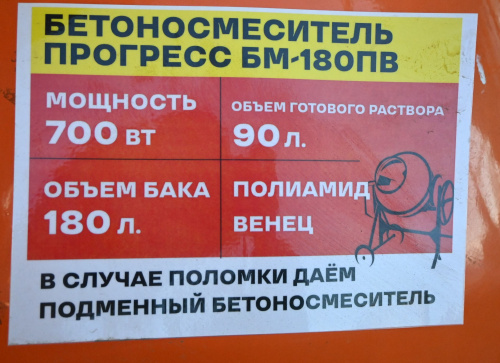 БЕТОНОСМЕСИТЕЛЬ
ПРОГРЕСС БМ-180ПВ
МОЩНОСТЬ
700 ВТ
ОБЪЕМ ГОТОВОГО РАСТВОРА
90 Л.
ОБЪЕМ БАКА
180 Л.
ПОЛИАМИД
ВЕНЕЦ
В СЛУЧАЕ ПОЛОМКИ ДАЁМ
ПОДМЕННЫЙ БЕТОНОСМЕСИТЕЛЬ